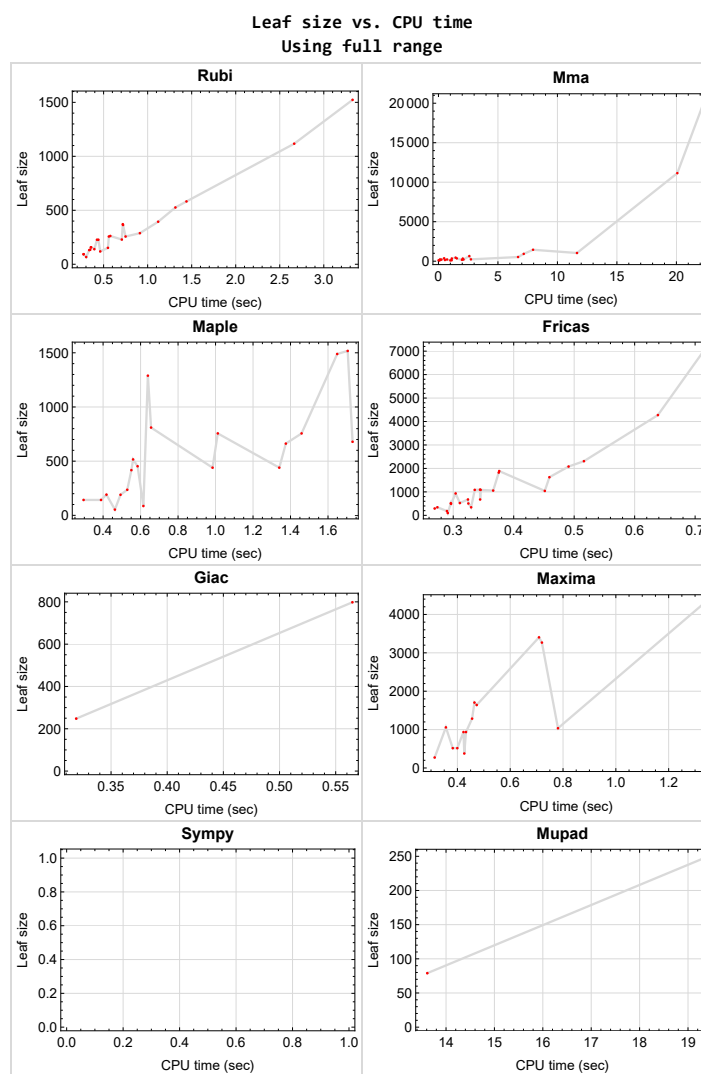 Leaf size vs. CPU time
Using full range
Rubi
Leaf size
1500
1000
500
0
0.5 1.0 1.5 2.0 2.5 3.0
CPU time (sec)
Mma
Leaf size
20000
15000
10000
5000
0
0 5 10 15 20
CPU time (sec)
Maple
Leaf size
1500
1000
500
0
0.4 0.6 0.8 1.0 1.2 1.4 1.6
CPU time (sec)
Fricas
Leaf size
7000
6000
5000
4000
3000
2000
1000
0
0.3 0.4 0.5 0.6 0.7
CPU time (sec)
Giac
Leaf size
800
600
400
200
0
0.35 0.40 0.45 0.50 0.55
CPU time (sec)
Maxima
Leaf size
4000
3000
2000
1000
0
0.4 0.6 0.8 1.0 1.2
CPU time (sec)
Sympy
Leaf size
1.0
0.8
0.6
0.4
0.2
0.0
0.0 0.2 0.4 0.6 0.8 1.0
CPU time (sec)
Mupad
Leaf size
250
200
150
100
50
0
14 15 16 17 18 19
CPU time (sec)